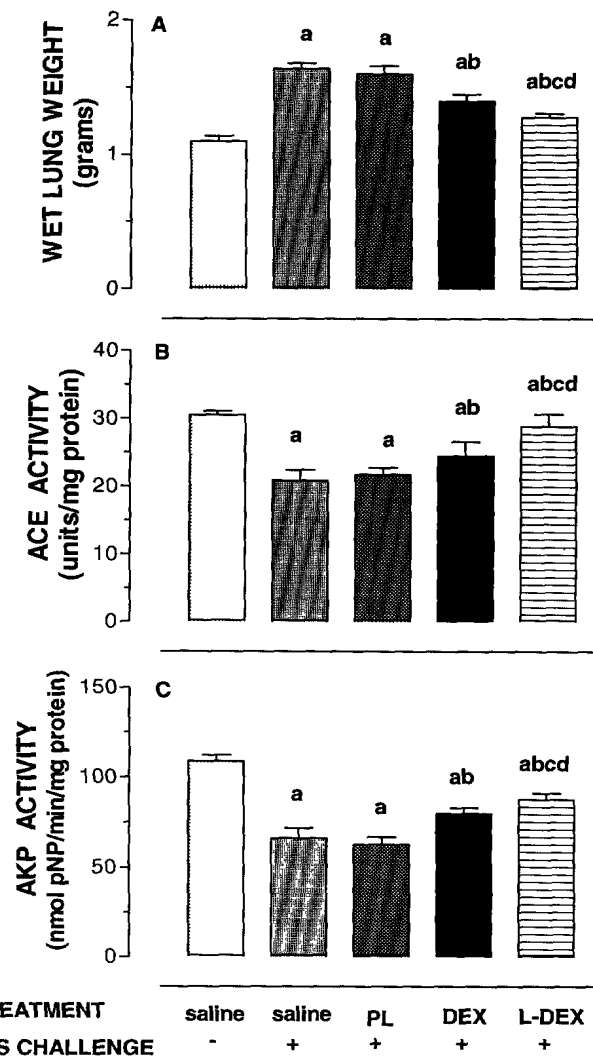 A
WET LUNG WEIGHT
(grams)
2
1
0
a
a
ab
abcd
B
ACE ACTIVITY
(units/mg protein)
40
30
20
10
0
a
a
ab
abcd
C
AKP ACTIVITY
(nmol pNP/min/mg protein)
150
100
50
0
a
a
ab
abcd
EATMENT saline saline PL DEX L-DEX
S CHALLENGE - + + + +